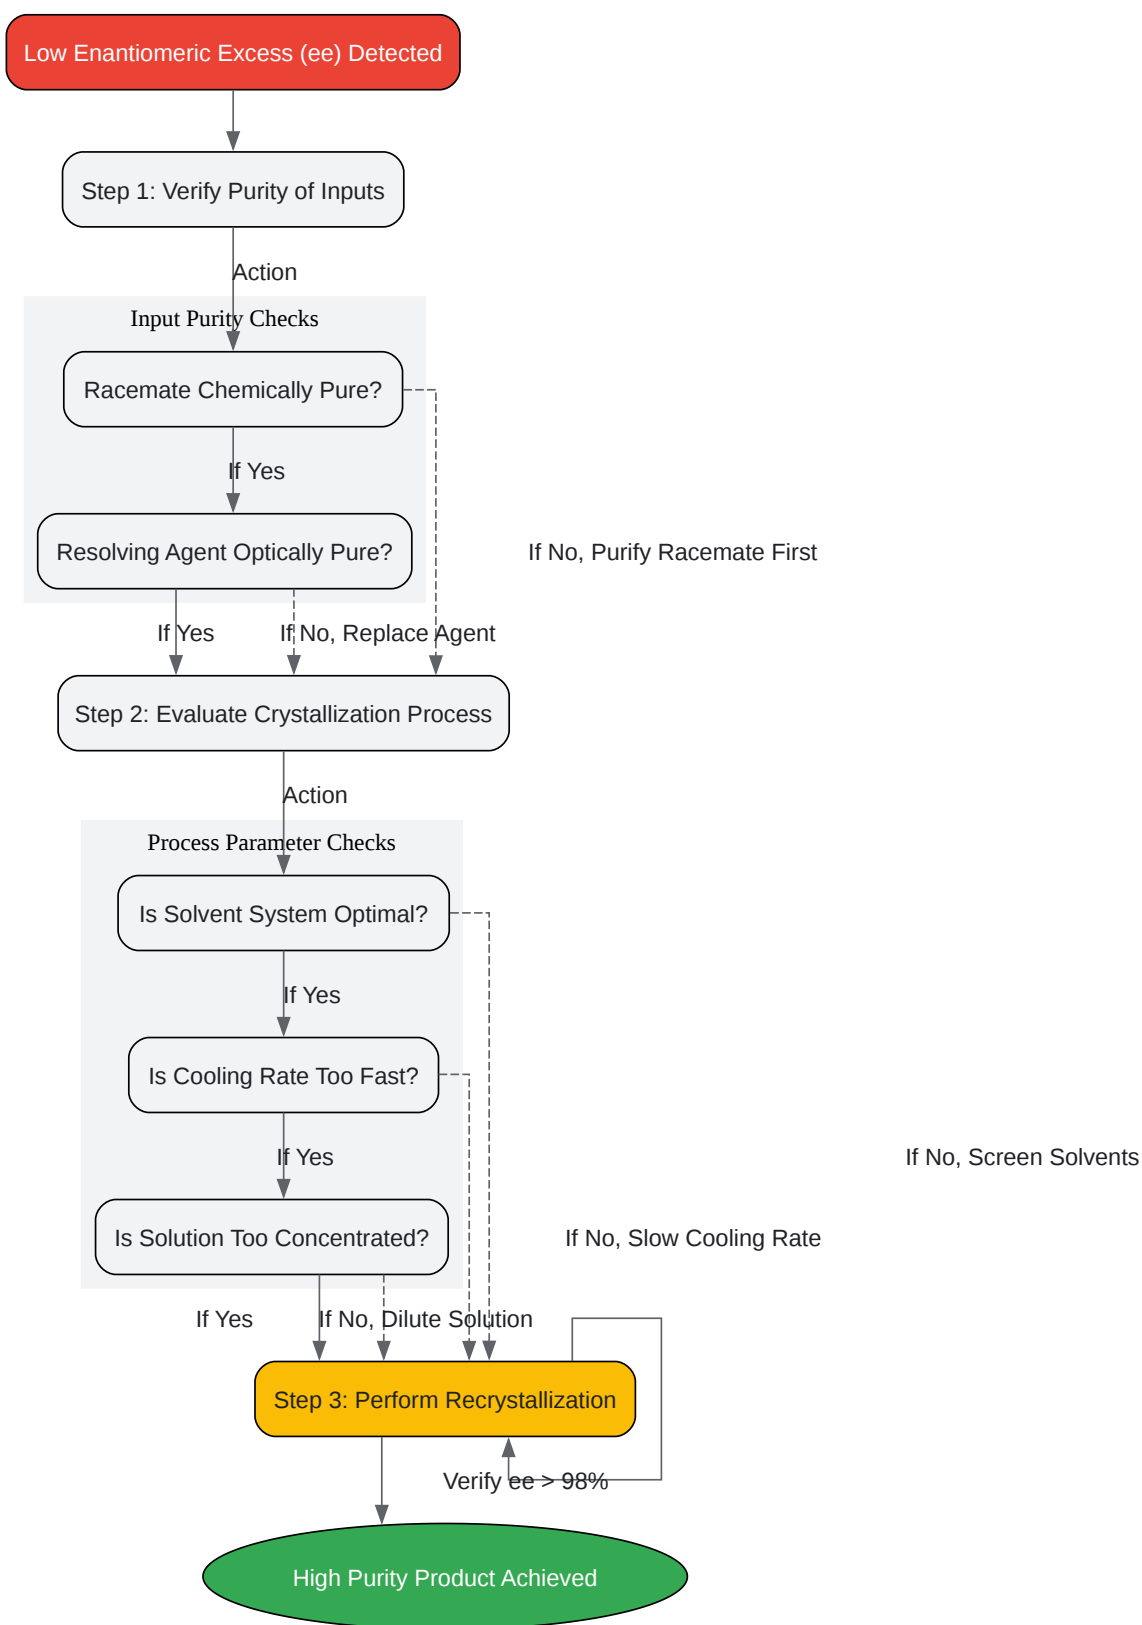 Low Enantiomeric Excess (ee) Detected
Step 1: Verify Purity of Inputs
Action
Input Purity Checks
Racemate Chemically Pure?
If Yes
Resolving Agent Optically Pure?
If No, Purify Racemate First
If Yes
If No, Replace Agent
Step 2: Evaluate Crystallization Process
Action
Process Parameter Checks
Is Solvent System Optimal?
If Yes
Is Cooling Rate Too Fast?
If Yes
If No, Screen Solvents
Is Solution Too Concentrated?
If No, Slow Cooling Rate
If Yes
If No, Dilute Solution
Step 3: Perform Recrystallization
Verify ee > 98%
High Purity Product Achieved